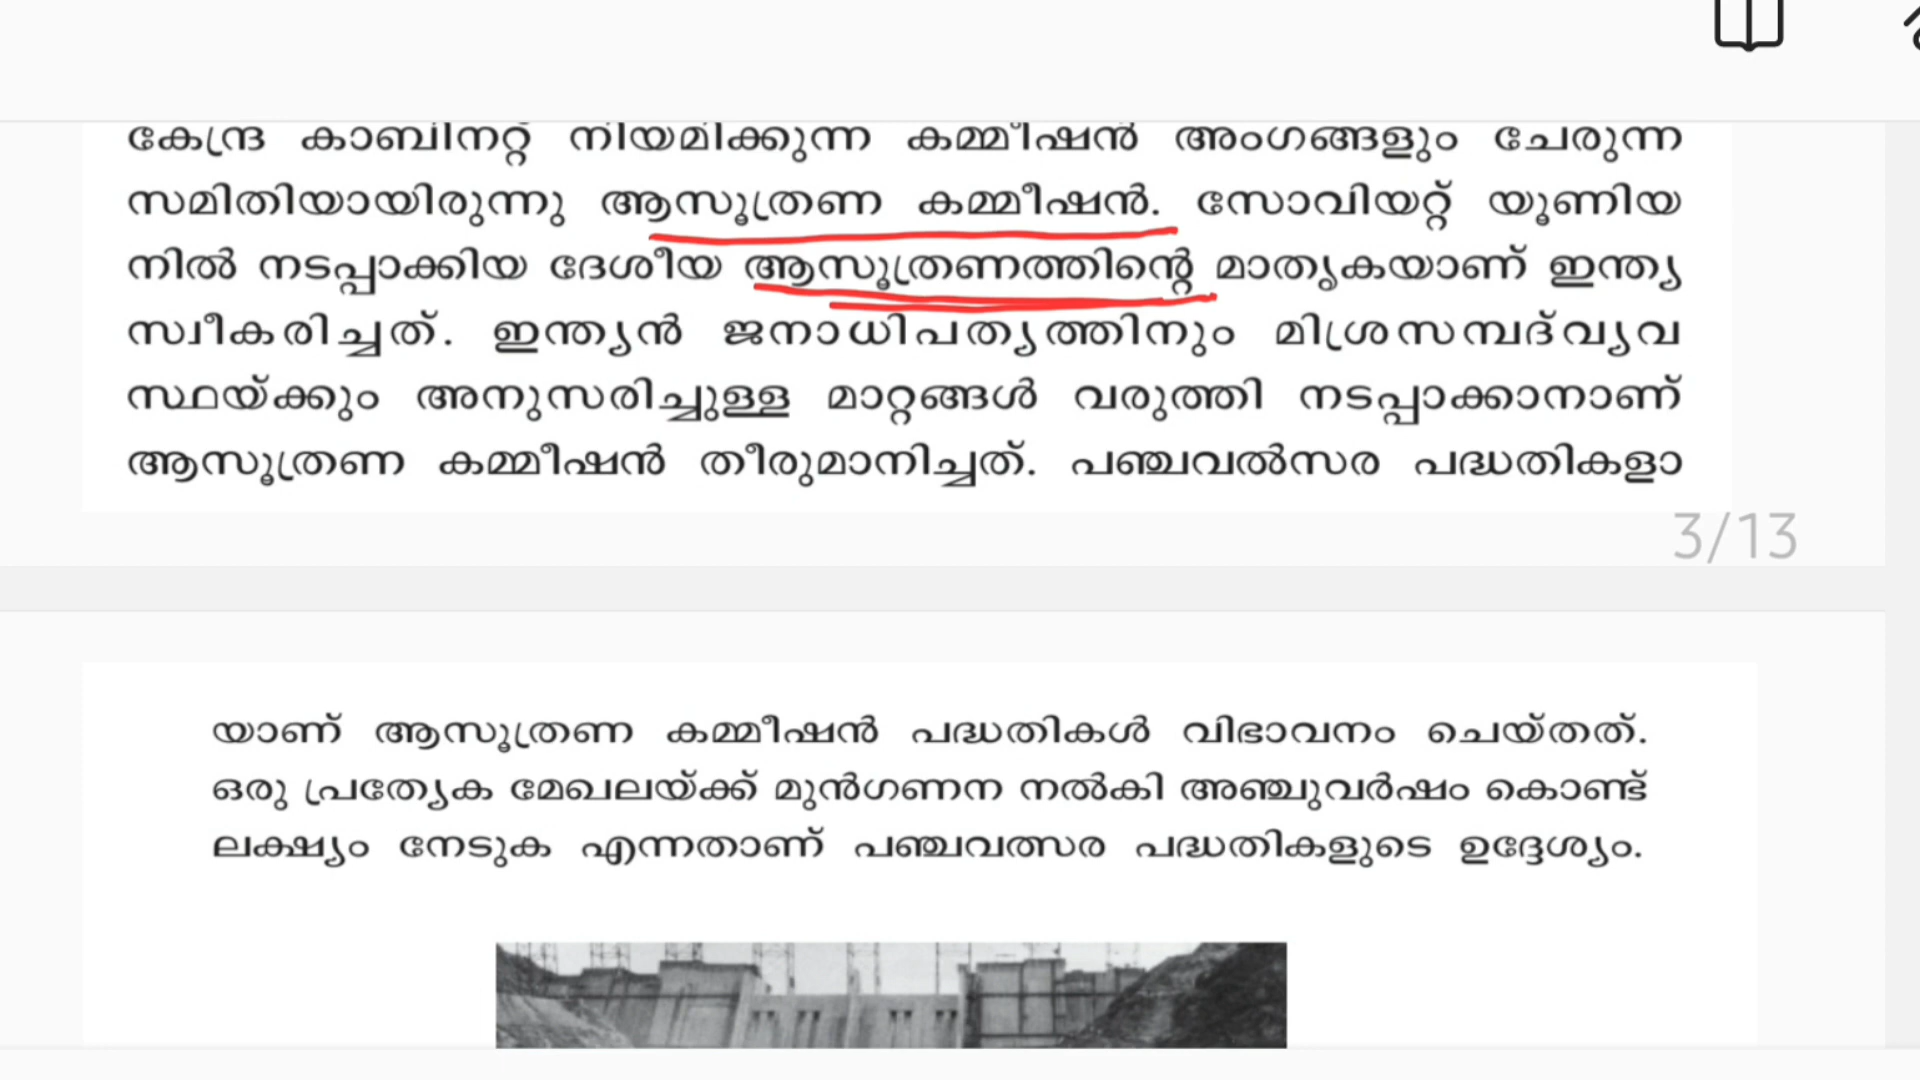 കേന്ദ്ര കാബിനറ്റ് നിയമിക്കുന്ന കമ്മീഷൻ അംഗങ്ങളും ചേരുന്ന
സമിതിയായിരുന്നു ആസൂത്രണ കമ്മീഷൻ. സോവിയറ്റ് യൂണിയ
നിൽ നടപ്പാക്കിയ ദേശീയ ആസൂത്രണത്തിന്റെ മാതൃകയാണ് ഇന്ത്യ
സ്വീകരിച്ചത്. ഇന്ത്യൻ ജനാധിപത്യത്തിനും മിശ്രസമ്പദ്‌വ്യവ
സ്ഥയ്ക്കും അനുസരിച്ചുള്ള മാറ്റങ്ങൾ വരുത്തി നടപ്പാക്കാനാണ്
ആസൂത്രണ കമ്മീഷൻ തീരുമാനിച്ചത്. പഞ്ചവൽസര പദ്ധതികളാ
3/13
യാണ് ആസൂത്രണ കമ്മീഷൻ പദ്ധതികൾ വിഭാവനം ചെയ്തത്.
ഒരു പ്രത്യേക മേഖലയ്ക്ക് മുൻഗണന നൽകി അഞ്ചുവർഷം കൊണ്ട്
ലക്ഷ്യം നേടുക എന്നതാണ് പഞ്ചവത്സര പദ്ധതികളുടെ ഉദ്ദേശ്യം.